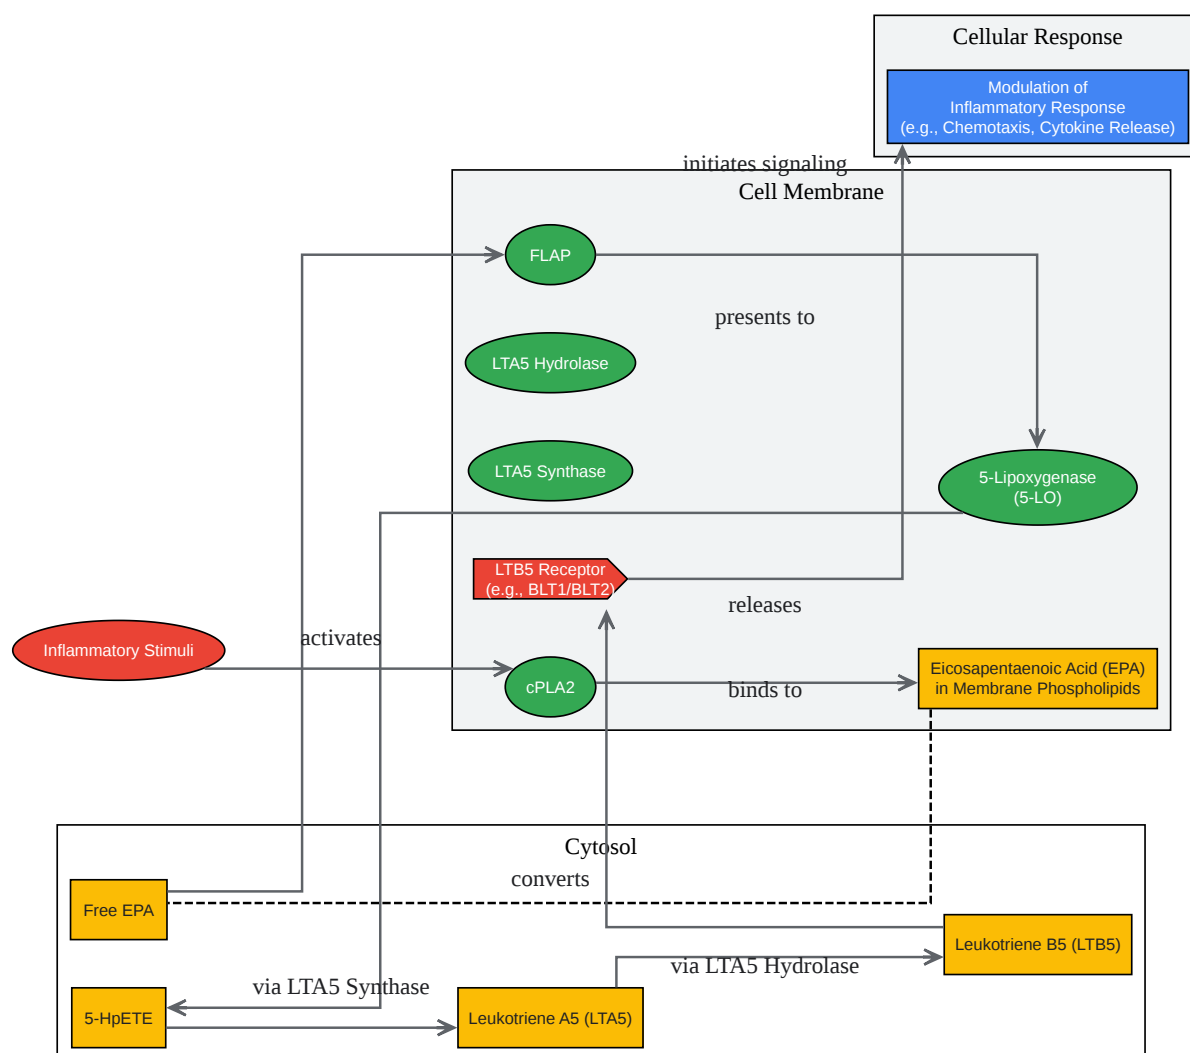 Cellular Response
Modulation of
Inflammatory Response
(e.g., Chemotaxis, Cytokine Release)
initiates signaling
Cell Membrane
FLAP
presents to
LTA5 Hydrolase
LTA5 Synthase
5-Lipoxygenase
(5-LO)
LTB5 Receptor
(e.g., BLT1/BLT2)
releases
Inflammatory Stimuli
activates
cPLA2
binds to
Eicosapentaenoic Acid (EPA)
in Membrane Phospholipids
Cytosol
converts
Free EPA
Leukotriene B5 (LTB5)
via LTA5 Hydrolase
via LTA5 Synthase
5-HpETE
Leukotriene A5 (LTA5)